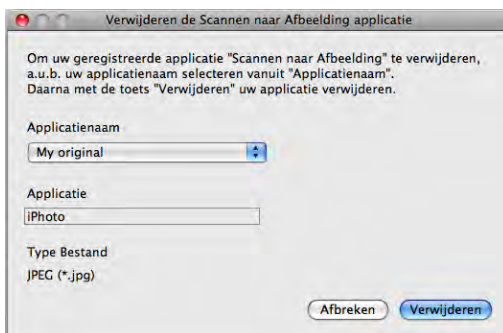 Verwijderen de Scannen naar Afbeelding applicatie
Om uw geregistreerde applicatie "Scannen naar Afbeelding" te verwijderen,
a.u.b. uw applicatienaam selecteren vanuit "Applicatienaam".
Daarna met de toets "Verwijderen" uw applicatie verwijderen.
Applicatienaam
My original
Applicatie
iPhoto
Type Bestand
JPEG (*.jpg)
Afbreken Verwijderen